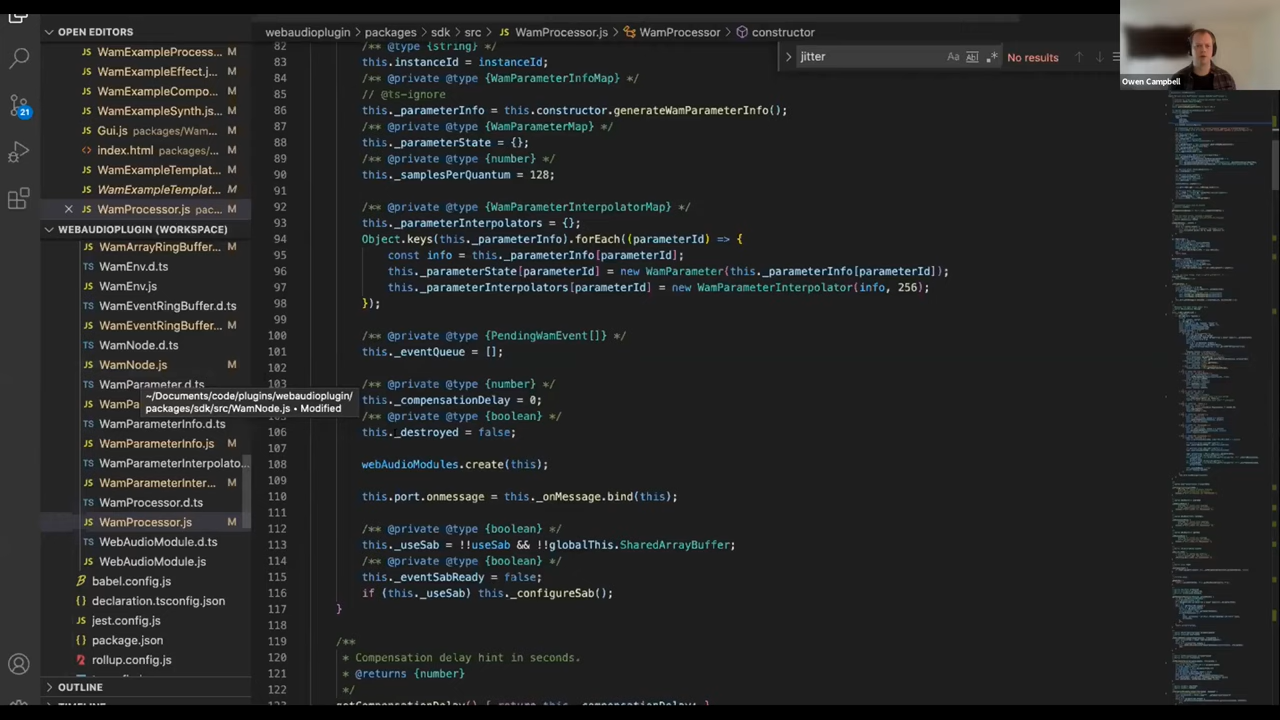 OPEN EDITORS
WamExampleProcess... M
WamExampleEffect.j... M
WamExampleCompo... M
WamExampleSynth.js M
Gui.js packages/Wam... M
index.html packages/... M
WamExampleTemplat... M
WamExampleTemplat... M
WamProcessor.js pac... M
WEBAUDIOPLUGIN (WORKSPACE)
WamArrayRingBuffer... M
WamEnv.d.ts
WamEnv.js
WamEventRingBuffer.d.ts
WamEventRingBuffer... M
WamNode.d.ts
WamNode.js M
WamParameter.d.ts
~/Documents/code/plugins/webaudioplugin/
packages/sdk/src/WamNode.js • Modified
WamParameterInfo.d.ts
WamParameterInfo.js M
WamParameterInterpolato...
WamParameterInter... M
WamProcessor.d.ts
WamProcessor.js M
WebAudioModule.d.ts
WebAudioModule.js
babel.config.js
declaration.tsconfig.json
jest.config.js
package.json
rollup.config.js
OUTLINE
21
webaudioplugin > packages > sdk > src > WamProcessor.js > WamProcessor > constructor
jitter
No results
Owen Campbell
82 /** @type {string} */
83 this.instanceId = instanceId;
84 /** @private @type {WamParameterInfoMap} */
85 // @ts-ignore
86 this._parameterInfo = .constructor.generateWamParameterInfo();
87 /** @private @type {WamParameterMap} */
88 this._parameterState = {};
89 /** @private @type {number} */
90 this._samplesPerQuantum = 128;
91
92 /** @private @type {WamParameterInterpolatorMap} */
93 this._parameterInterpolators = {};
94 Object.keys(this._parameterInfo).forEach((parameterId) => {
95 const info = this._parameterInfo[parameterId];
96 [parameterId] = new WamParameter(this._parameterInfo[parameterId]);
97 [parameterId] = new WamParameterInterpolator(info, 256);
98 });
100 /** @private @type {PendingWamEvent[]} */
101 this._eventQueue = [];
103 /** @private @type {number} */
this._compensationDelay = 0;
/** @private @type {boolean} */
106 this._destroyed = false
107
108 webAudioModules.create(this);
109
110 this.port.onmessage = this._onMessage.bind(this);
111
112 /** @private @type {boolean} */
113 this._useSab = !!useSab && !!globalThis.SharedArrayBuffer;
114 /** @private @type {boolean} */
115 this._eventSabReady = false;
116 if (this._useSab) this._configureSab();
117 }
118
119 /**
120 * Compensation delay seconds.
121 * @returns {number}
122 */